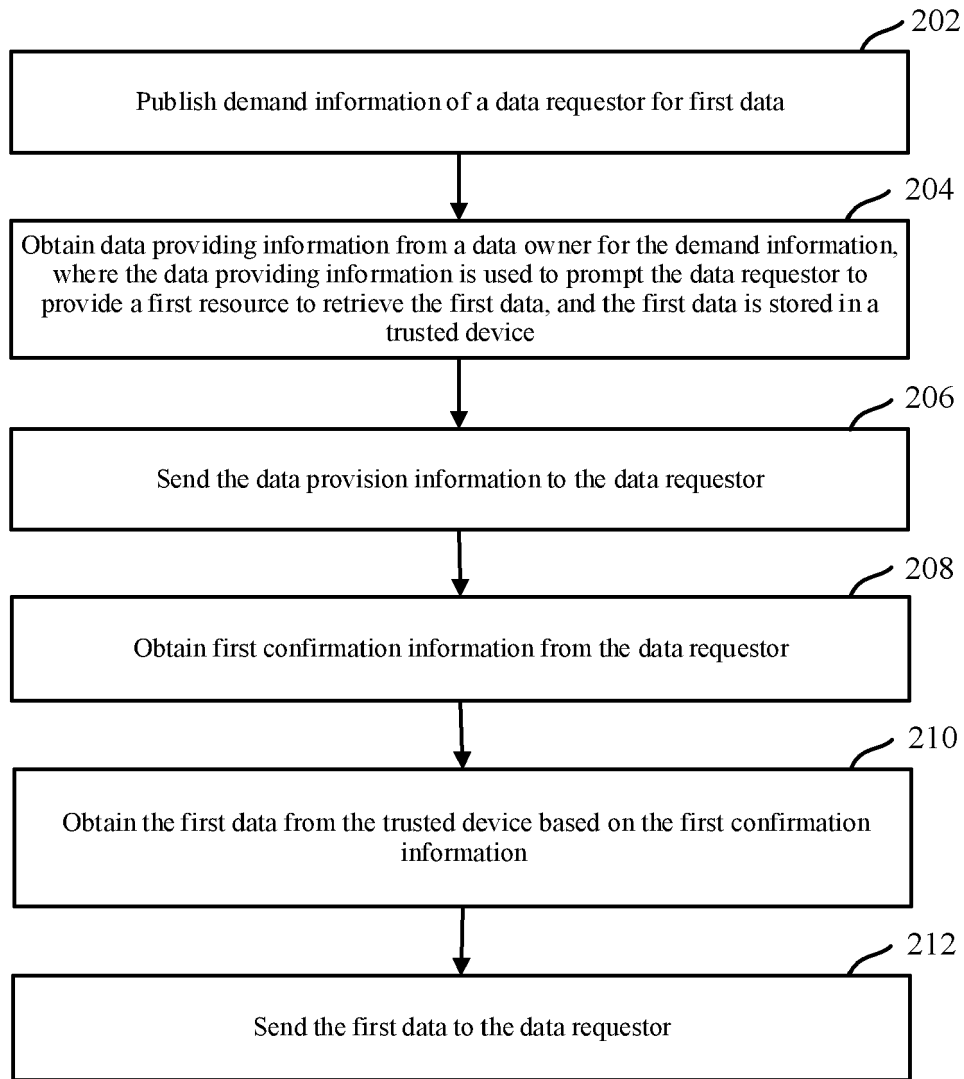 202
Publish demand information of a data requestor for first data
204
Obtain data providing information from a data owner for the demand information,
where the data providing information is used to prompt the data requestor to
provide a first resource to retrieve the first data, and the first data is stored in a
trusted device
206
Send the data provision information to the data requestor
208
Obtain first confirmation information from the data requestor
210
Obtain the first data from the trusted device based on the first confirmation
information
212
Send the first data to the data requestor